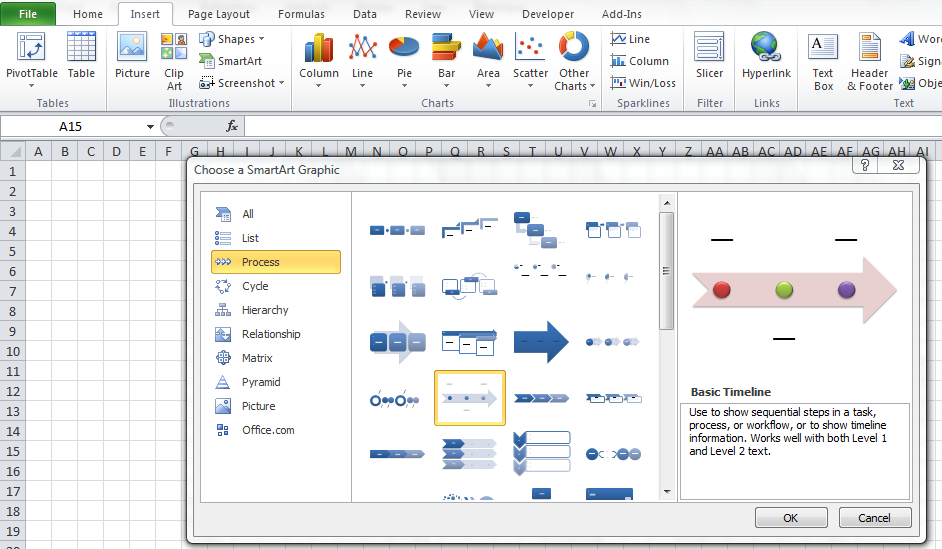 File Home Insert Page Layout Formulas Data Review View Developer Add-Ins
PivotTable Table Picture Clip Art Shapes SmartArt Screenshot Column Line Pie Bar Area Scatter Other Charts Line Column Win/Loss Slicer Hyperlink Text Box Header & Footer
Tables Illustrations Charts Sparklines Filter Links Text
A15 fx
A B C D E F G H I J K L M N O P Q R S T U V W X Y Z AA AB AC AD AE AF AG AH AI
Choose a SmartArt Graphic ?
1
2
3
4
5
6
7
8
9
10
11
12
13
14
15
17
18
19
All
List
Process
Cycle
Hierarchy
Relationship
Matrix
Pyramid
Picture
Office.com
Basic Timeline
Use to show sequential steps in a task,
process, or workflow, or to show timeline
information. Works well with both Level 1
and Level 2 text.
OK Cancel